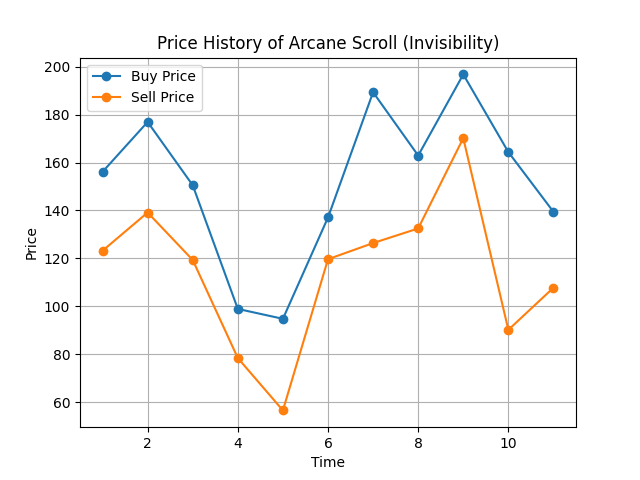 Price History of Arcane Scroll (Invisibility)
Buy Price
Sell Price
200
180
160
140
120
100
80
60
Price
2 4 6 8 10
Time